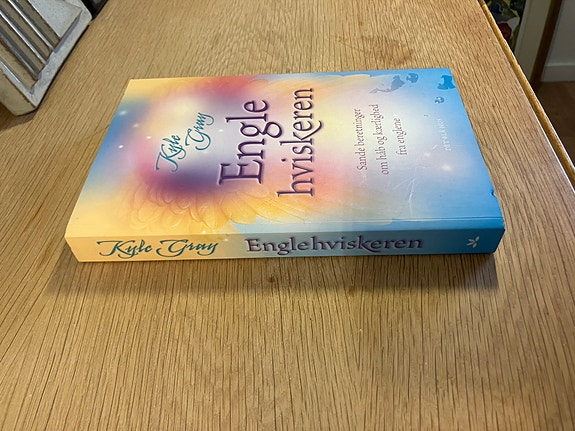 Kyle
Gray
Engle
hviskeren
Sande beretninger
om håb og kærlighed
fra englene
Kyle Gray Englehviskeren